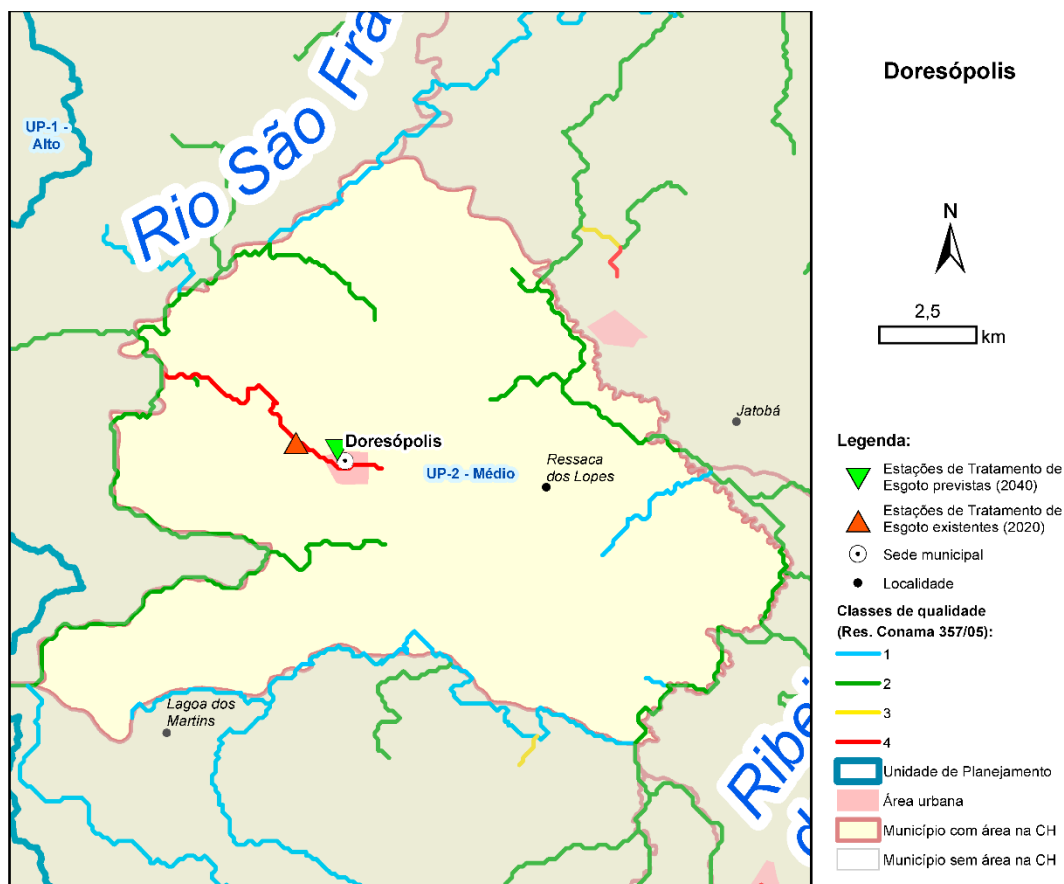 Rio São Fra
UP-1 -
Alto
Doresópolis
UP-2 - Médio
Ressaca
dos Lopes
Jatobá
Lagoa dos
Martins
Ribei
d
Doresópolis
N
2,5
km
Legenda:
Estações de Tratamento de
Esgoto previstas (2040)
Estações de Tratamento de
Esgoto existentes (2020)
Sede municipal
Localidade
Classes de qualidade
(Res. Conama 357/05):
1
2
3
4
Unidade de Planejamento
Área urbana
Município com área na CH
Município sem área na CH